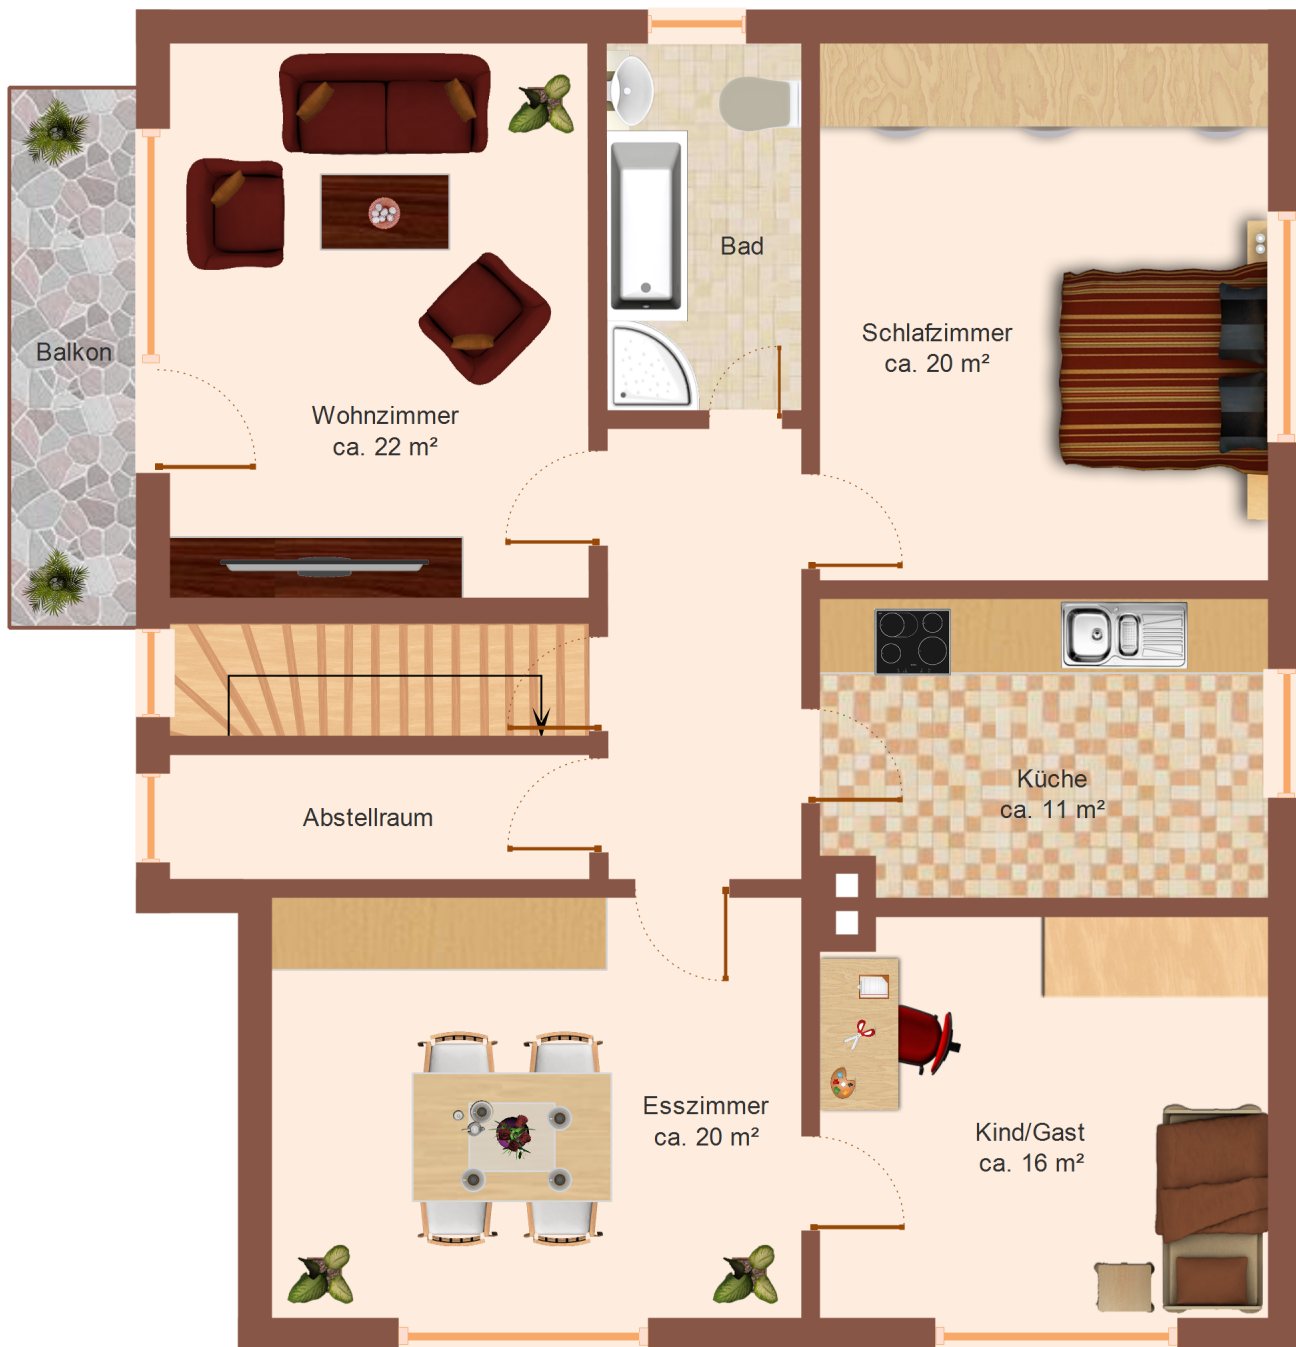 Bad
Schlafzimmer
ca. 20 m²
Balkon
Wohnzimmer
ca. 22 m²
Küche
ca. 11 m²
Abstellraum
Esszimmer
ca. 20 m²
Kind/Gast
ca. 16 m²